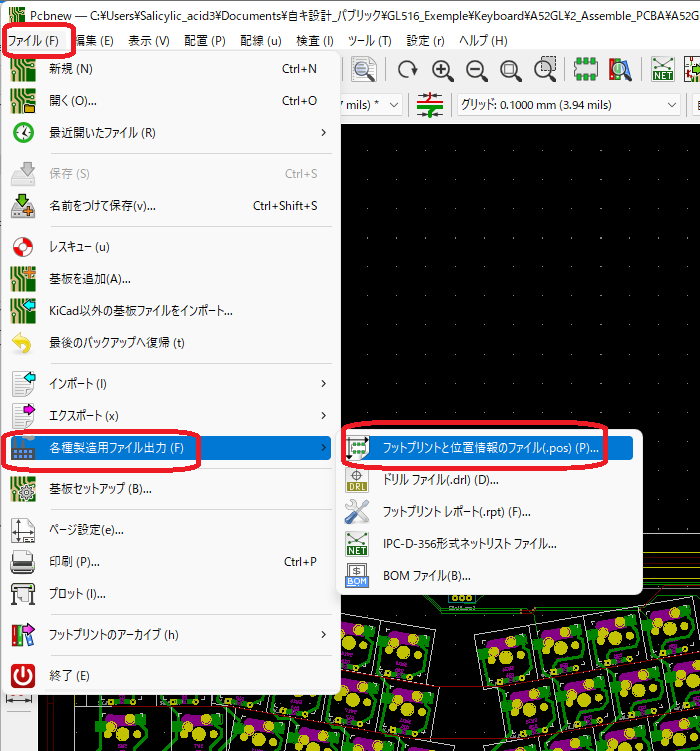 Pcbnew — C:¥Users¥Salicylic_acid3¥Documents¥自キ設計_パブリック¥GL516_Exemple¥Keyboard¥A52GL¥2_Assemble_PCBA¥A52G
ファイル (F) 編集 (E) 表示 (V) 配置 (P) 配線 (u) 検査 (I) ツール (T) 設定 (r) ヘルプ (H)
NET
7 mils) * グリッド: 0.1000 mm (3.94 mils)
新規 (N) Ctrl+N
開く(O)... Ctrl+O
最近開いたファイル (R)
保存 (S) Ctrl+S
名前をつけて保存(v)... Ctrl+Shift+S
レスキュー (u)
基板を追加(A)...
KiCad以外の基板ファイルをインポート...
最後のバックアップへ復帰 (t)
インポート (I)
エクスポート (x)
各種製造用ファイル出力 (F)
基板セットアップ (B)...
ページ設定(e)...
印刷 (P)... Ctrl+P
プロット (l)...
フットプリントのアーカイブ (h)
終了 (E)
フットプリントと位置情報のファイル(.pos) (P)...
DRL ドリル ファイル(.drl) (D)...
フットプリント レポート(.rpt) (F)...
NET IPC-D-356形式ネットリスト ファイル...
BOM BOM ファイル(B)...